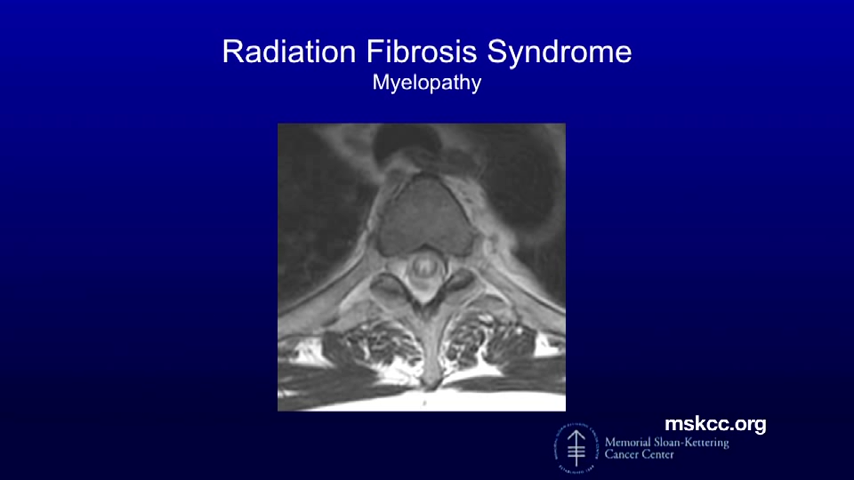 Radiation Fibrosis Syndrome
Myelopathy
mskcc.org
Memorial Sloan-Kettering
Cancer Center